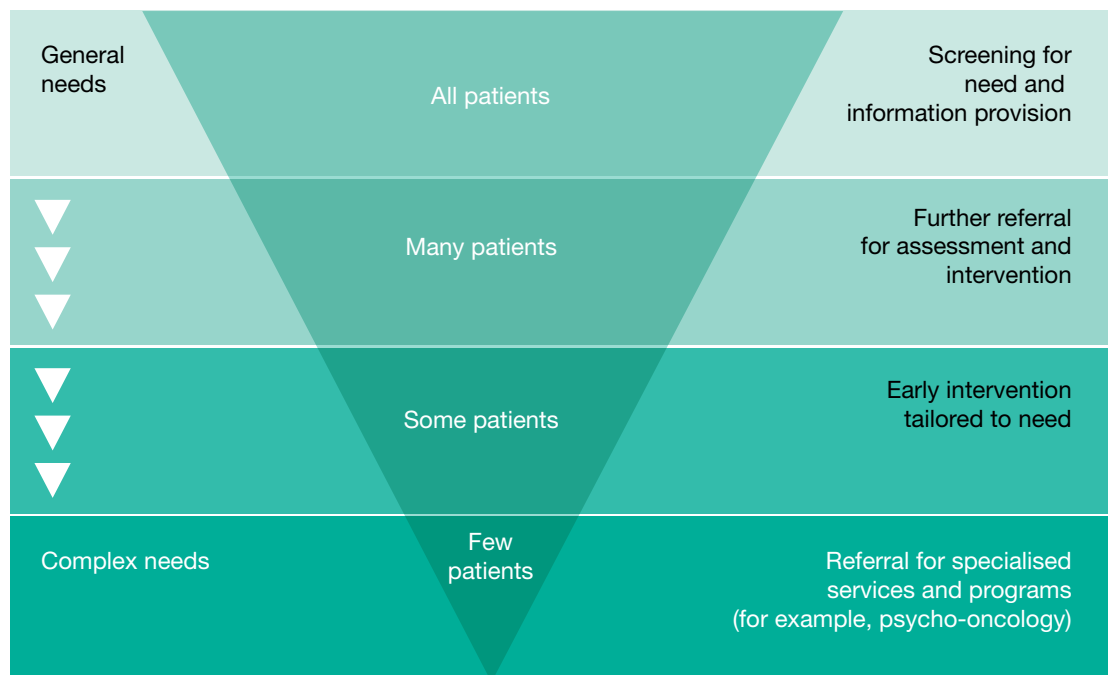 General
needs
All patients
Screening for
need and
information provision
Many patients
Further referral
for assessment and
intervention
Some patients
Early intervention
tailored to need
Complex needs
Few
patients
Referral for specialised
services and programs
(for example, psycho-oncology)